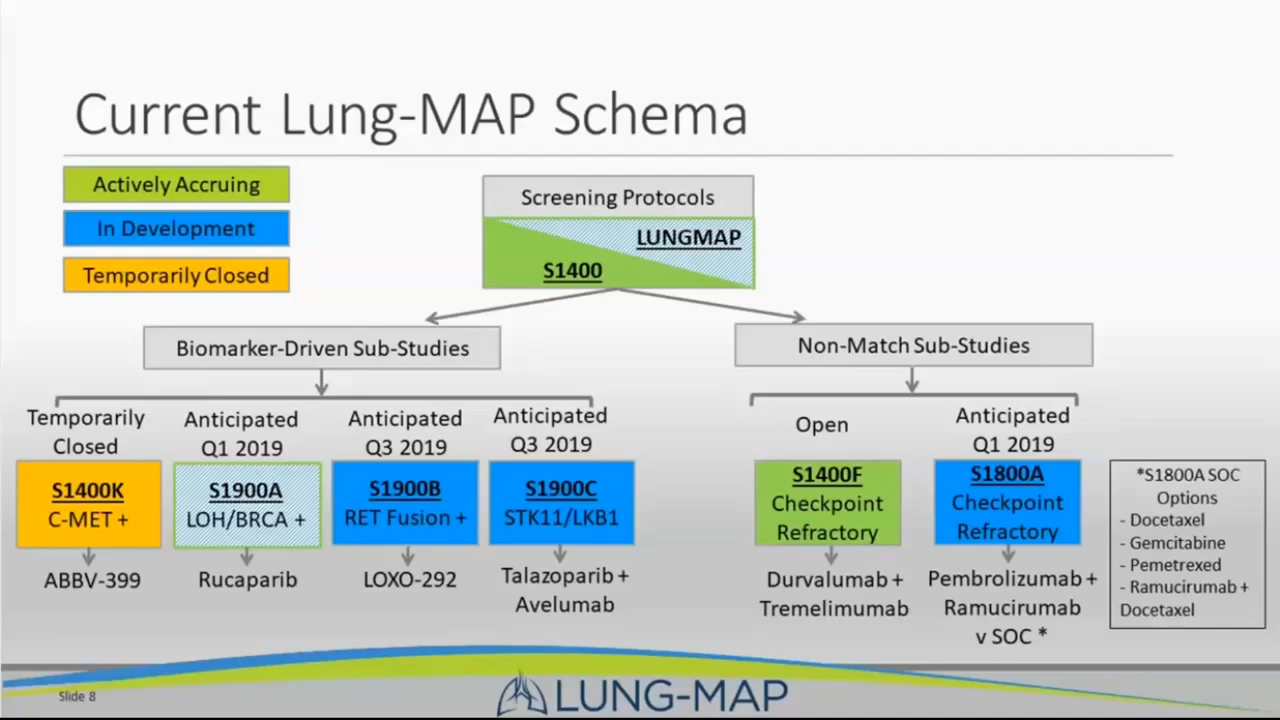 Current Lung-MAP Schema
Actively Accruing
In Development
Temporarily Closed
Screening Protocols
LUNGMAP
S1400
Biomarker-Driven Sub-Studies
Non-Match Sub-Studies
Temporarily
Closed
S1400K
C-MET +
ABBV-399
Anticipated
Q1 2019
S1900A
LOH/BRCA +
Rucaparib
Anticipated
Q3 2019
S1900B
RET Fusion +
LOXO-292
Anticipated
Q3 2019
S1900C
STK11/LKB1
Talazoparib +
Avelumab
Open
S1400F
Checkpoint
Refractory
Durvalumab +
Tremelimumab
Anticipated
Q1 2019
S1800A
Checkpoint
Refractory
Pembrolizumab +
Ramucirumab
v SOC *
*S1800A SOC
Options
- Docetaxel
- Gemcitabine
- Pemetrexed
- Ramucirumab +
Docetaxel
Slide 8
LUNG-MAP